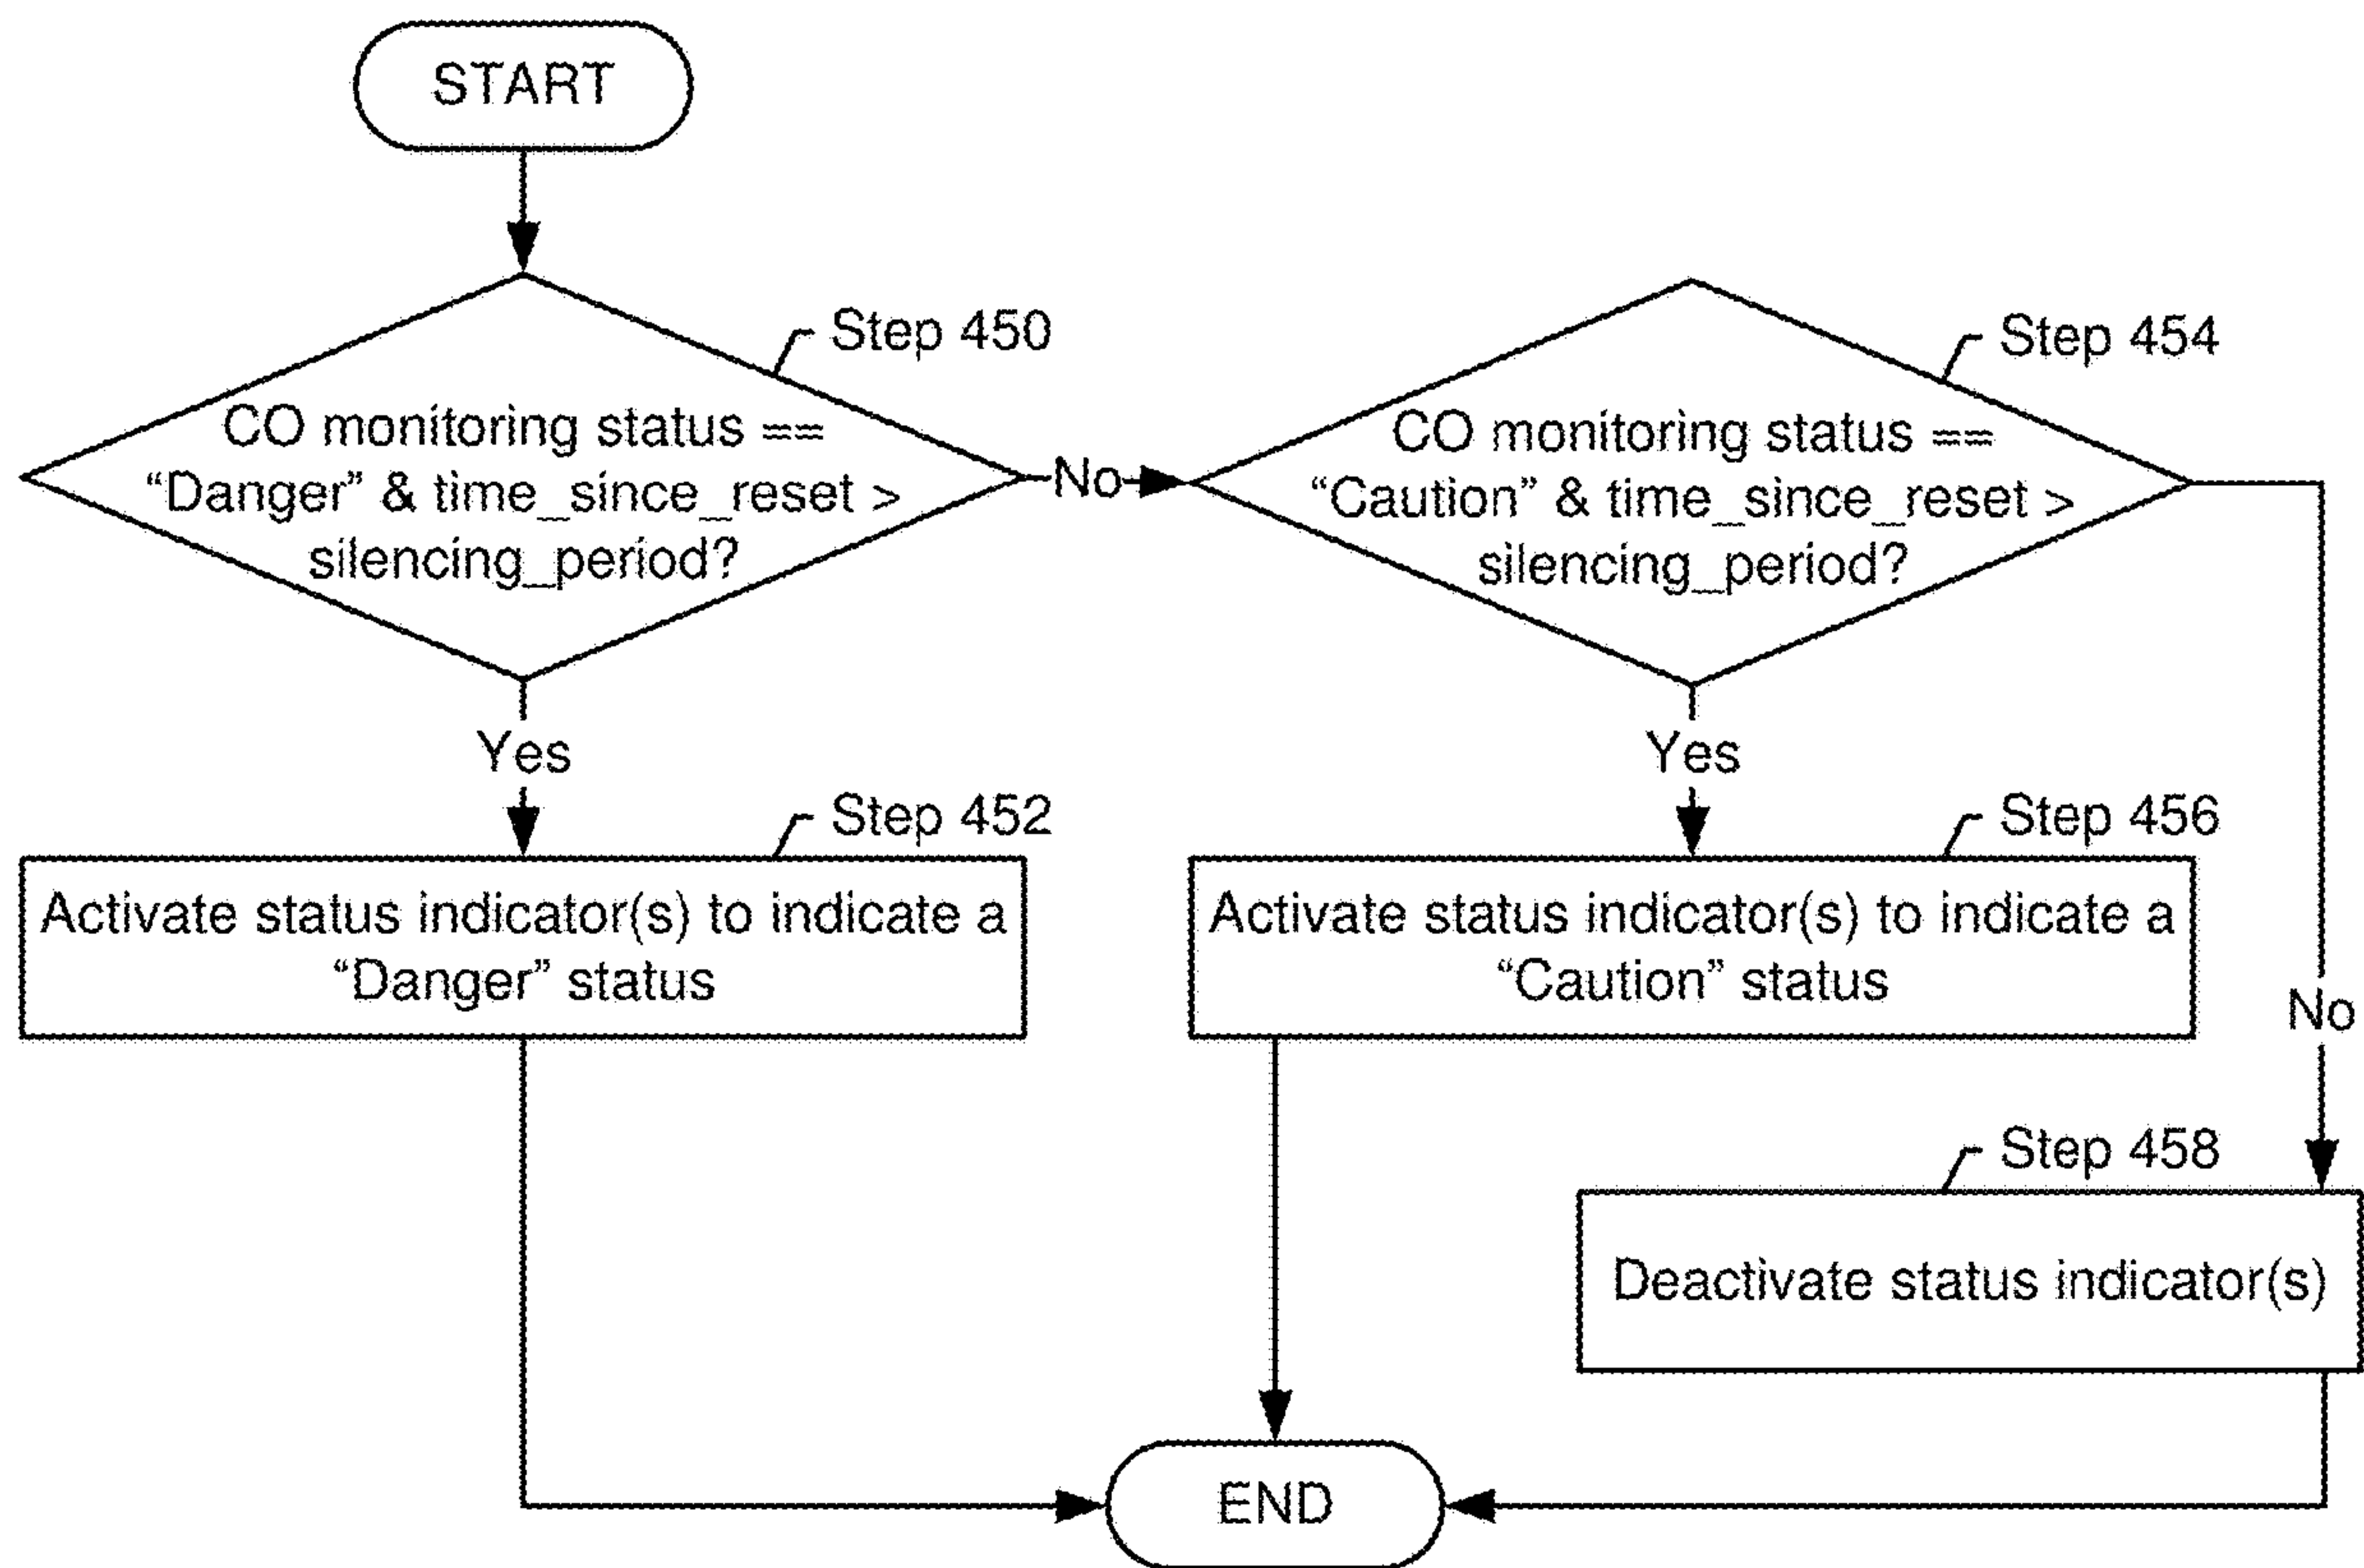 START
Step 450
CO monitoring status ==
“Danger” & time_since_reset >
silencing_period?
No
Step 454
CO monitoring status ==
“Caution” & time_since_reset >
silencing_period?
Yes
Step 452
Activate status indicator(s) to indicate a
“Danger” status
Yes
Step 456
Activate status indicator(s) to indicate a
“Caution” status
No
Step 458
Deactivate status indicator(s)
END